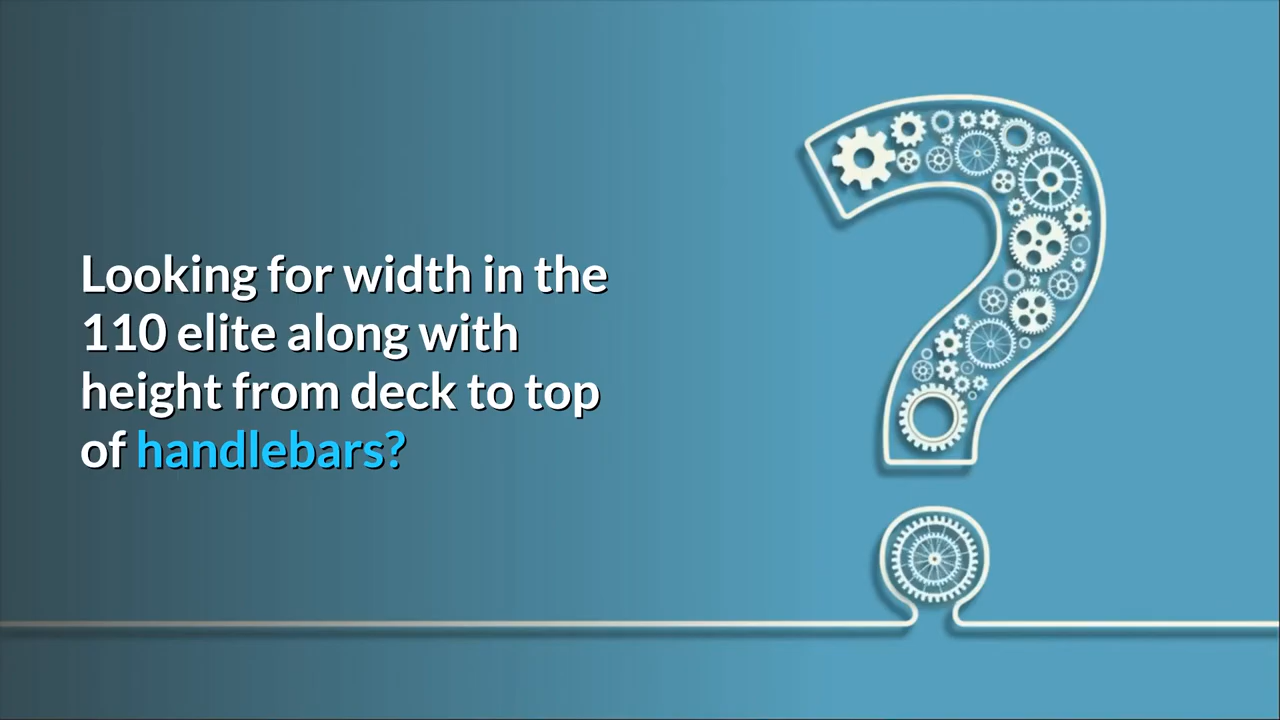 Looking for width in the
110 elite along with
height from deck to top
of handlebars?